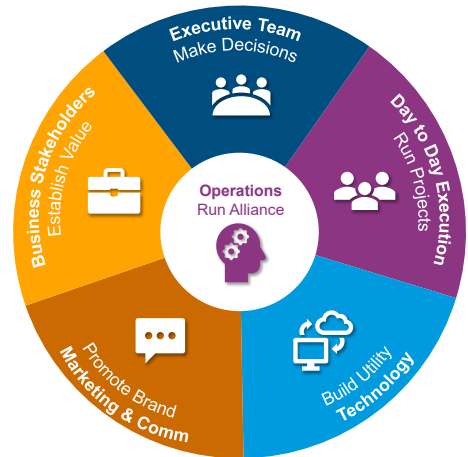 Executive Team
Make Decisions
Day to Day Execution
Run Projects
Build Utility
Technology
Promote Brand
Marketing & Comm
Business Stakeholders
Establish Value
Operations
Run Alliance